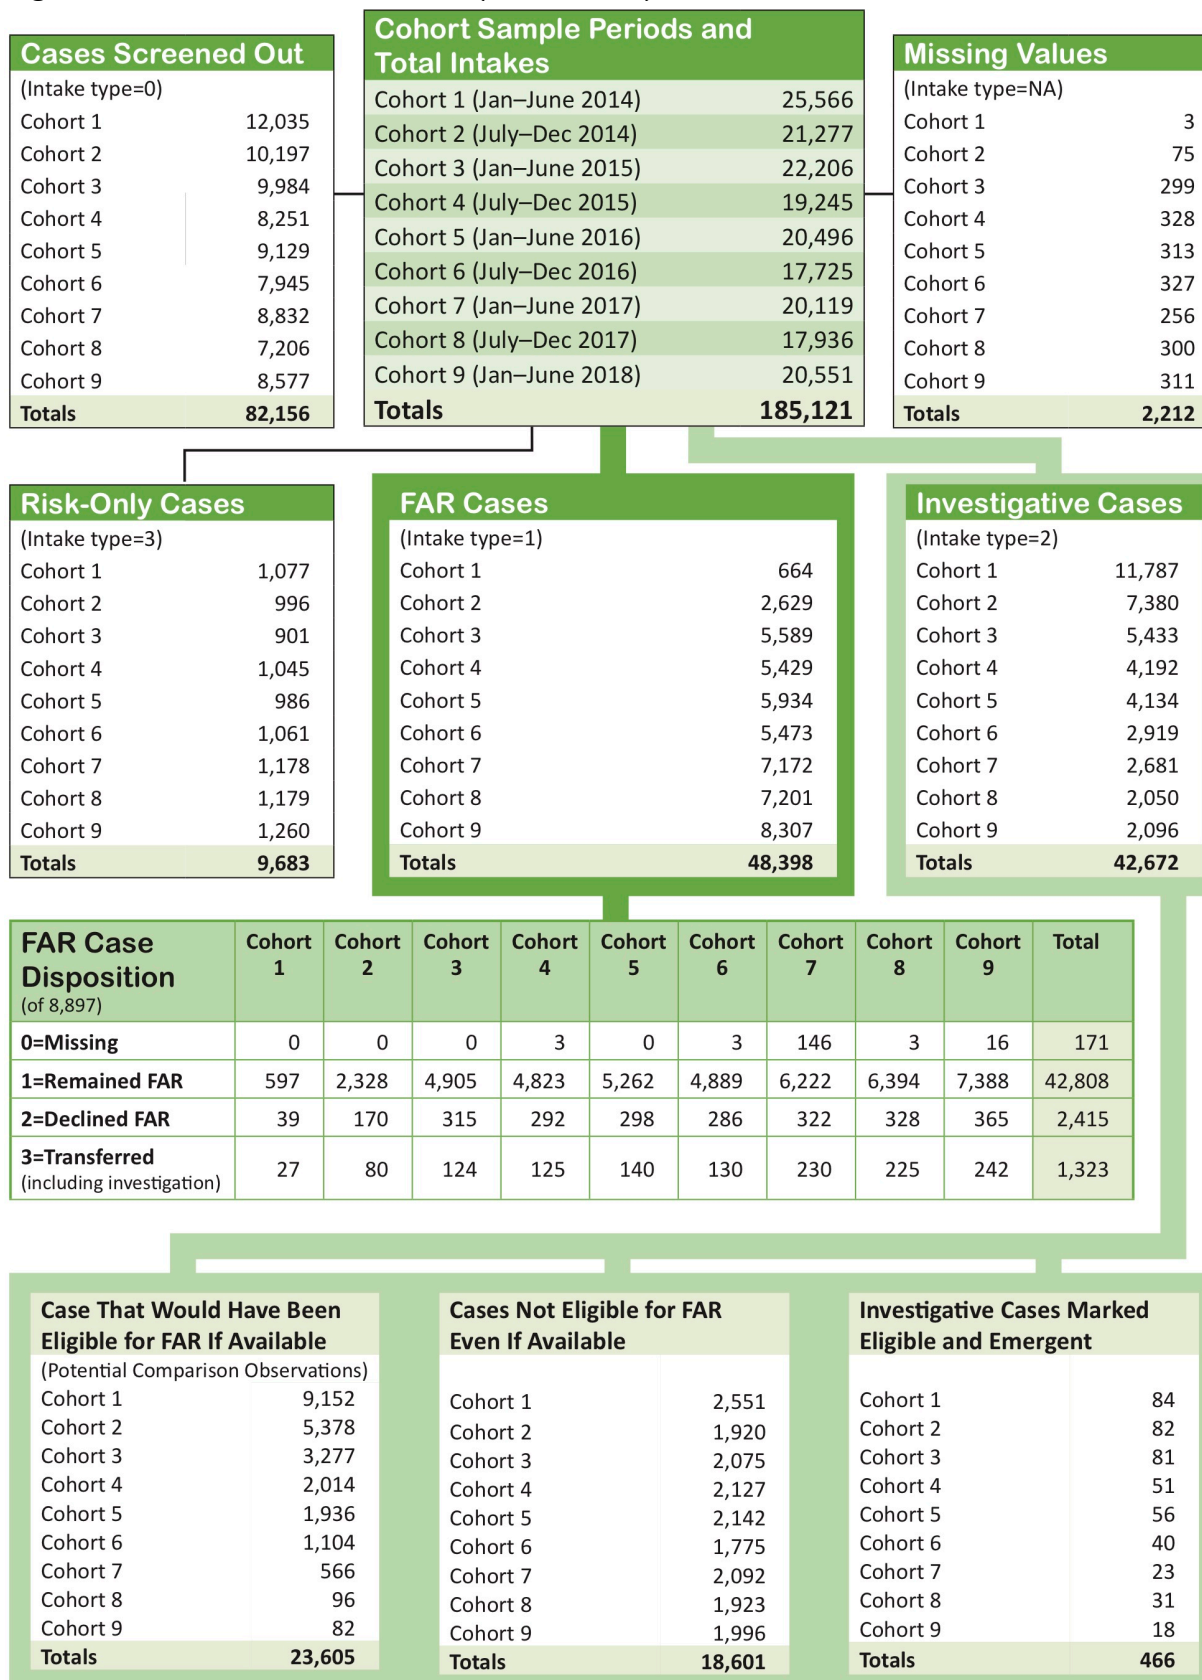 Cases Screened Out
(Intake type=0)
Cohort 1 12,035
Cohort 2 10,197
Cohort 3 9,984
Cohort 4 8,251
Cohort 5 9,129
Cohort 6 7,945
Cohort 7 8,832
Cohort 8 7,206
Cohort 9 8,577
Totals 82,156
Cohort Sample Periods and
Total Intakes
Cohort 1 (Jan–June 2014) 25,566
Cohort 2 (July–Dec 2014) 21,277
Cohort 3 (Jan–June 2015) 22,206
Cohort 4 (July–Dec 2015) 19,245
Cohort 5 (Jan–June 2016) 20,496
Cohort 6 (July–Dec 2016) 17,725
Cohort 7 (Jan–June 2017) 20,119
Cohort 8 (July–Dec 2017) 17,936
Cohort 9 (Jan–June 2018) 20,551
Totals 185,121
Missing Values
(Intake type=NA)
Cohort 1 3
Cohort 2 75
Cohort 3 299
Cohort 4 328
Cohort 5 313
Cohort 6 327
Cohort 7 256
Cohort 8 300
Cohort 9 311
Totals 2,212
Risk-Only Cases
(Intake type=3)
Cohort 1 1,077
Cohort 2 996
Cohort 3 901
Cohort 4 1,045
Cohort 5 986
Cohort 6 1,061
Cohort 7 1,178
Cohort 8 1,179
Cohort 9 1,260
Totals 9,683
FAR Cases
(Intake type=1)
Cohort 1 664
Cohort 2 2,629
Cohort 3 5,589
Cohort 4 5,429
Cohort 5 5,934
Cohort 6 5,473
Cohort 7 7,172
Cohort 8 7,201
Cohort 9 8,307
Totals 48,398
Investigative Cases
(Intake type=2)
Cohort 1 11,787
Cohort 2 7,380
Cohort 3 5,433
Cohort 4 4,192
Cohort 5 4,134
Cohort 6 2,919
Cohort 7 2,681
Cohort 8 2,050
Cohort 9 2,096
Totals 42,672
FAR Case Cohort Cohort Cohort Cohort Cohort Cohort Cohort Cohort Cohort Total
Disposition 1 2 3 4 5 6 7 8 9
(of 8,897)
0=Missing 0 0 0 3 0 3 146 3 16 171
1=Remained FAR 597 2,328 4,905 4,823 5,262 4,889 6,222 6,394 7,388 42,808
2=Declined FAR 39 170 315 292 298 286 322 328 365 2,415
3=Transferred 27 80 124 125 140 130 230 225 242 1,323
(including investigation)
Case That Would Have Been
Eligible for FAR If Available
(Potential Comparison Observations)
Cohort 1 9,152
Cohort 2 5,378
Cohort 3 3,277
Cohort 4 2,014
Cohort 5 1,936
Cohort 6 1,104
Cohort 7 566
Cohort 8 96
Cohort 9 82
Totals 23,605
Cases Not Eligible for FAR
Even If Available
Cohort 1 2,551
Cohort 2 1,920
Cohort 3 2,075
Cohort 4 2,127
Cohort 5 2,142
Cohort 6 1,775
Cohort 7 2,092
Cohort 8 1,923
Cohort 9 1,996
Totals 18,601
Investigative Cases Marked
Eligible and Emergent
Cohort 1 84
Cohort 2 82
Cohort 3 81
Cohort 4 51
Cohort 5 56
Cohort 6 40
Cohort 7 23
Cohort 8 31
Cohort 9 18
Totals 466